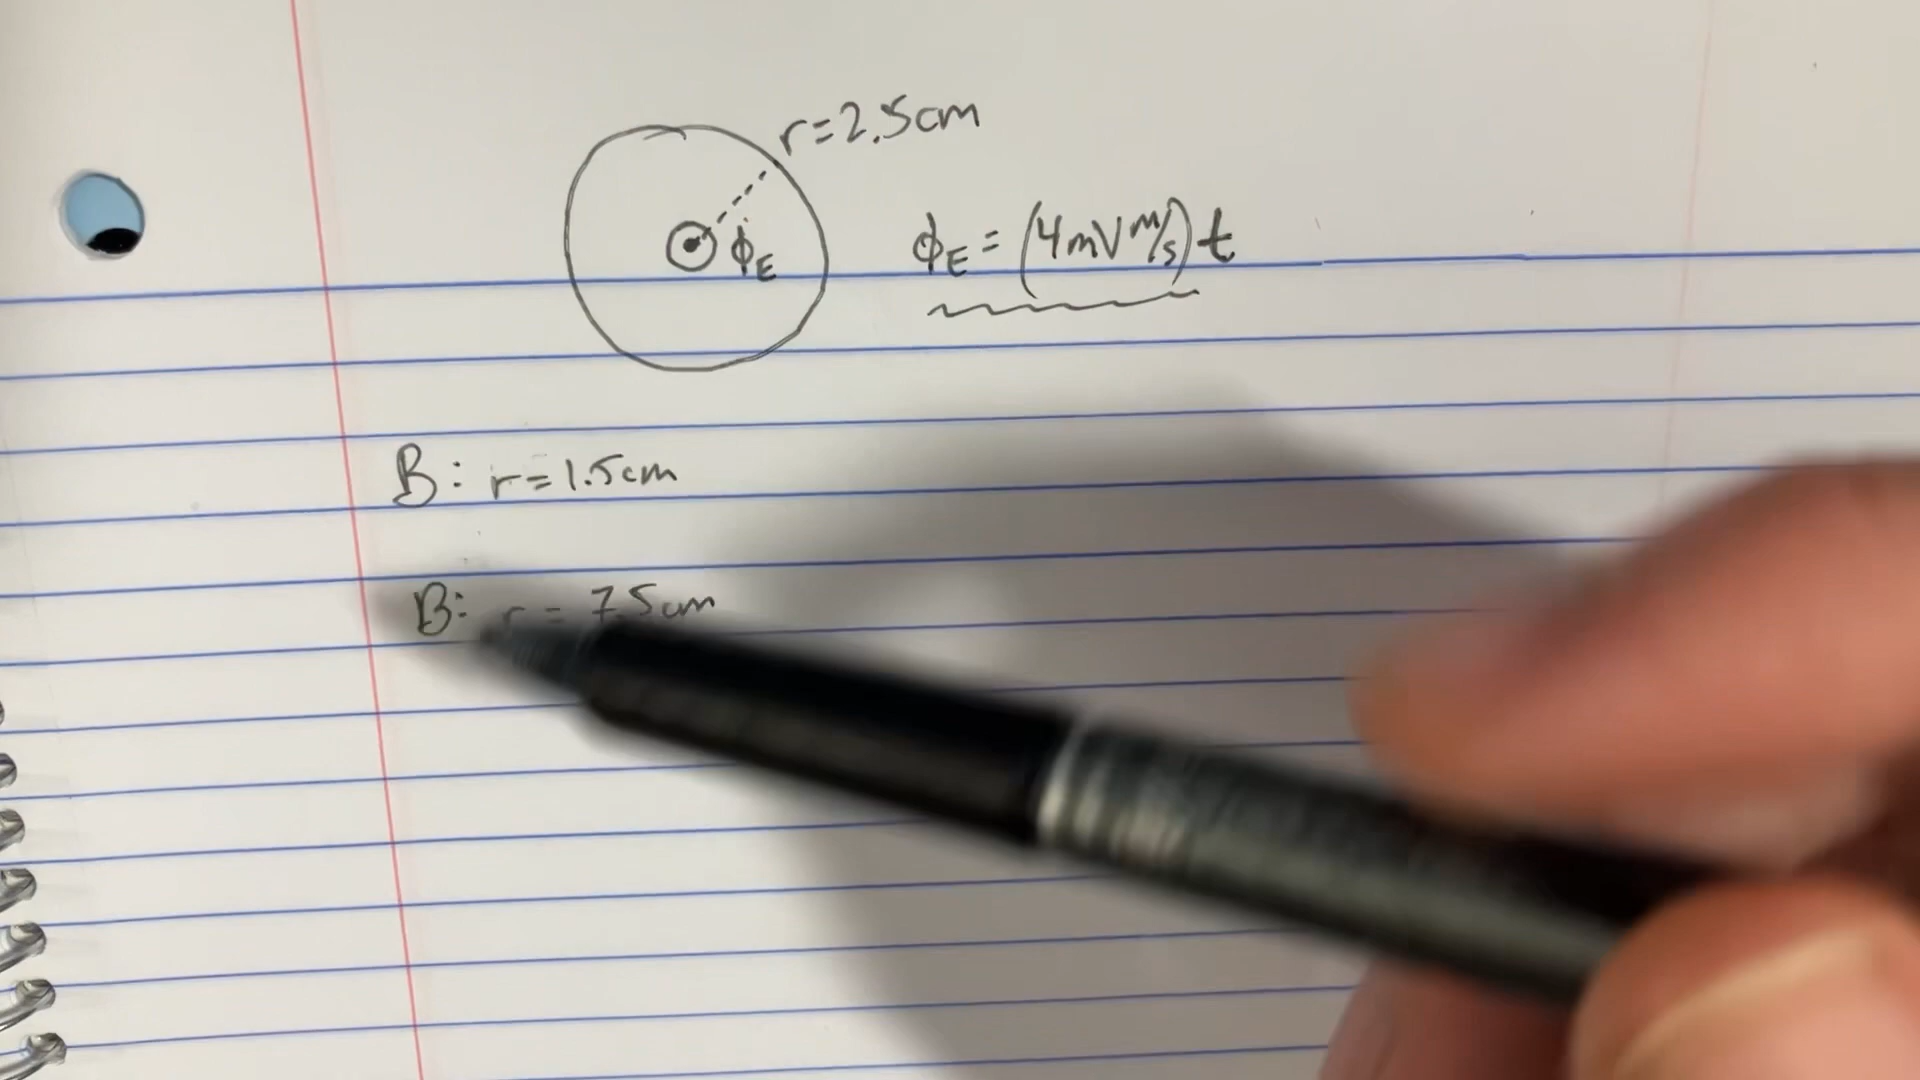 r=2.5cm
ϕE
ϕE = (4mV m/s) t
B: r=1.5cm
B: r = 7.5cm